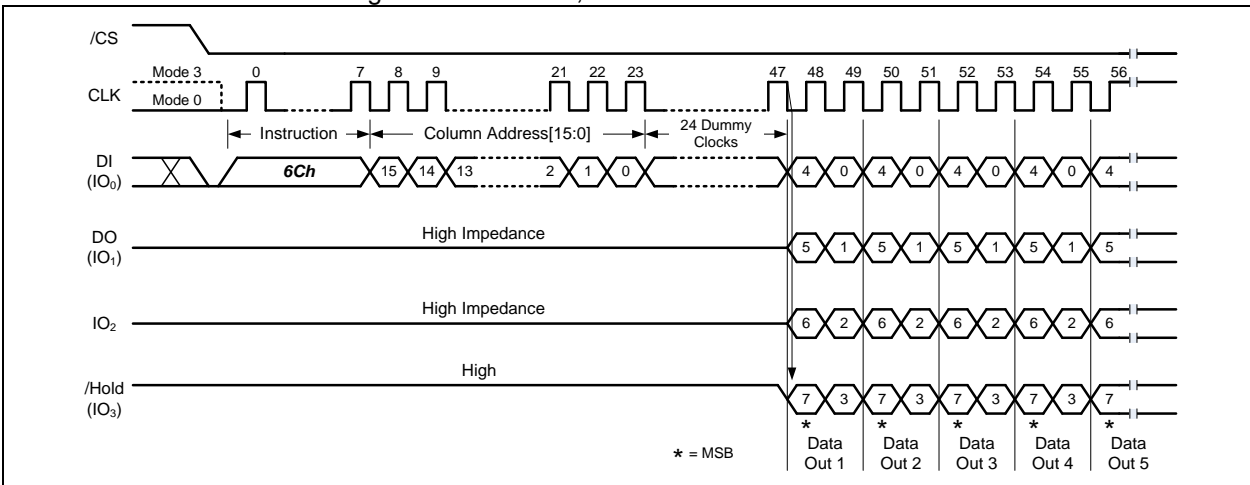 /CS
Mode 3 0 7 8 9 21 22 23 47 48 49 50 51 52 53 54 55 56
CLK Mode 0
Instruction Column Address[15:0] 24 Dummy
Clocks
DI 6Ch 15 14 13 2 1 0 4 0 4 0 4 0 4 0 4
(IO₀)
DO High Impedance 5 1 5 1 5 1 5 1 5
(IO₁)
IO₂ High Impedance 6 2 6 2 6 2 6 2 6
/Hold High 7 3 7 3 7 3 7 3 7
(IO₃)
* * * * *
* = MSB
Data Data Data Data Data
Out 1 Out 2 Out 3 Out 4 Out 5